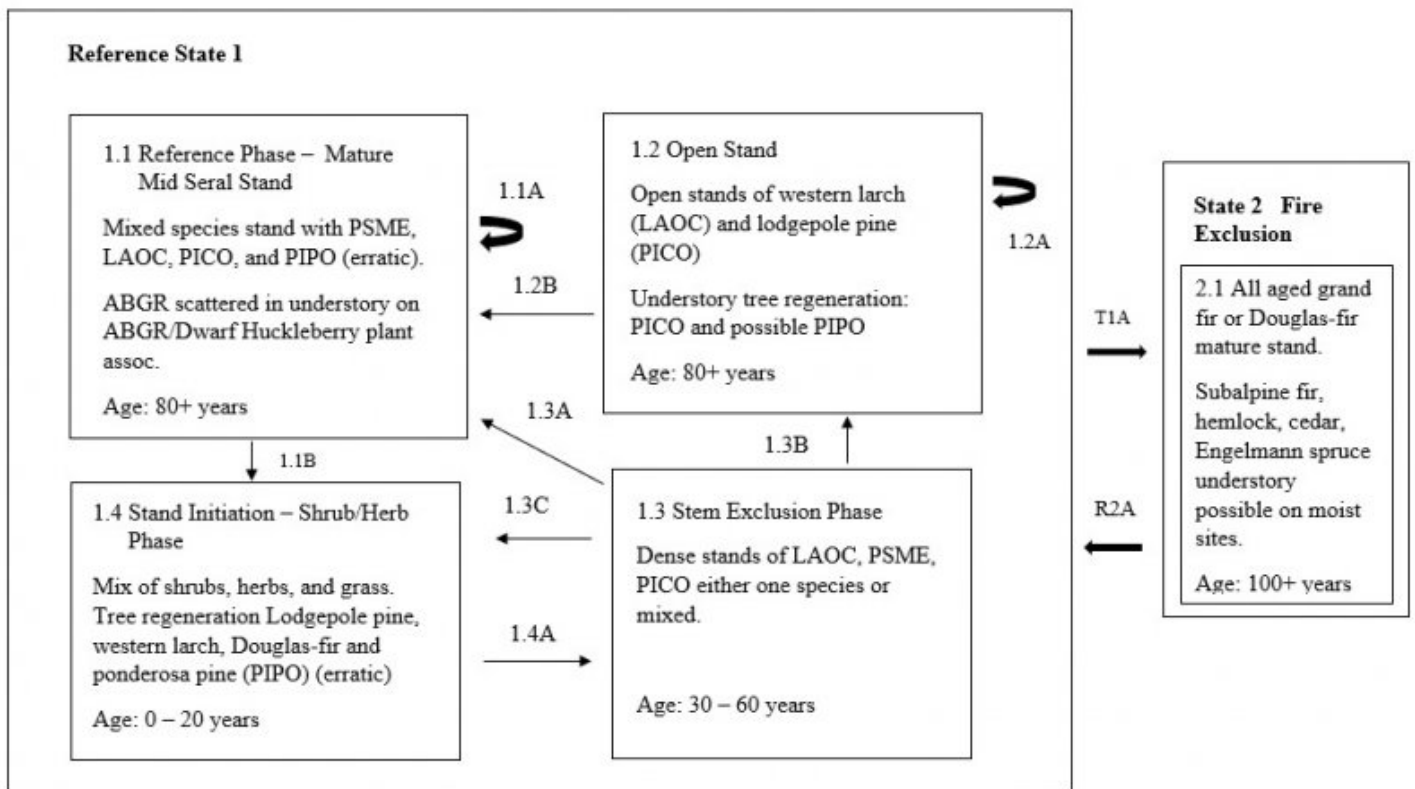 Reference State 1
1.1 Reference Phase – Mature
Mid Seral Stand
Mixed species stand with PSME,
LAOC, PICO, and PIPO (erratic).
ABGR scattered in understory on
ABGR/Dwarf Huckleberry plant
assoc.
Age: 80+ years
1.1A
1.2B
1.3A
1.1B
1.2 Open Stand
Open stands of western larch
(LAOC) and lodgepole pine
(PICO)
Understory tree regeneration:
PICO and possible PIPO
Age: 80+ years
1.2A
1.3B
1.4 Stand Initiation – Shrub/Herb
Phase
Mix of shrubs, herbs, and grass.
Tree regeneration Lodgepole pine,
western larch, Douglas-fir and
ponderosa pine (PIPO) (erratic)
Age: 0 – 20 years
1.3C
1.4A
1.3 Stem Exclusion Phase
Dense stands of LAOC, PSME,
PICO either one species or
mixed.
Age: 30 – 60 years
T1A
R2A
State 2 Fire
Exclusion
2.1 All aged grand
fir or Douglas-fir
mature stand.
Subalpine fir,
hemlock, cedar,
Engelmann spruce
understory
possible on moist
sites.
Age: 100+ years